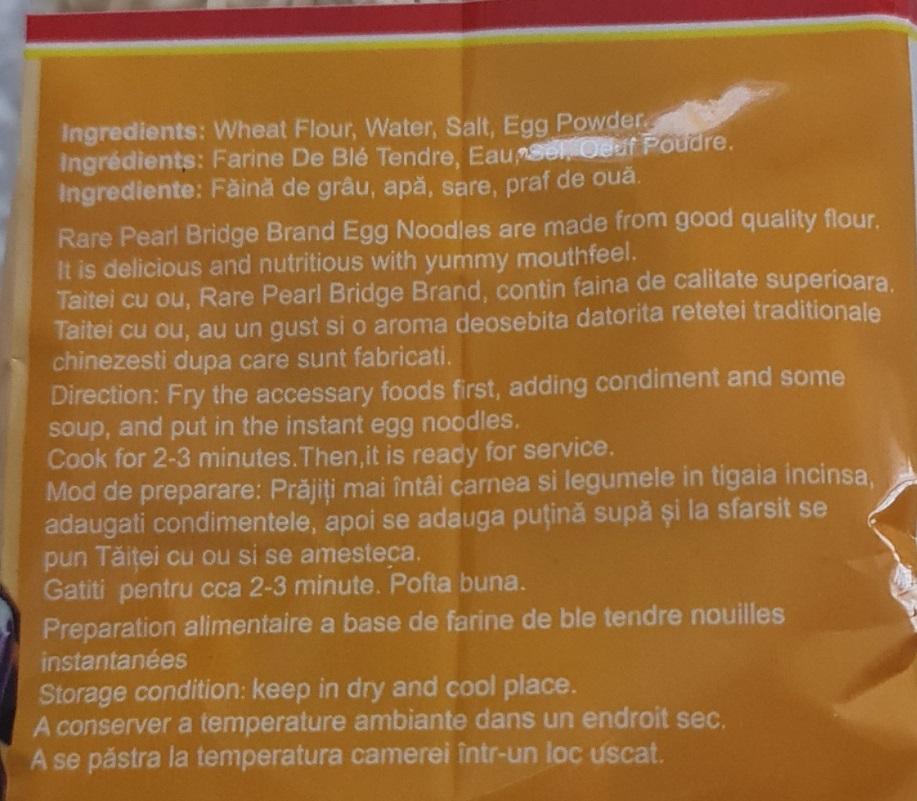 Ingredients: Wheat Flour, Water, Salt, Egg Powder.
Ingrédients: Farine De Blé Tendre, Eau, Sel, Oeuf Poudre.
Ingrediente: Făină de grâu, apă, sare, praf de ouă.
Rare Pearl Bridge Brand Egg Noodles are made from good quality flour.
It is delicious and nutritious with yummy mouthfeel.
Taitei cu ou, Rare Pearl Bridge Brand, contin faina de calitate superioara.
Taitei cu ou, au un gust si o aroma deosebita datorita retetei traditionale
chinezesti dupa care sunt fabricati.
Direction: Fry the accessary foods first, adding condiment and some
soup, and put in the instant egg noodles.
Cook for 2-3 minutes.Then,it is ready for service.
Mod de preparare: Prăjiți mai întâi carnea si legumele in tigaia incinsa,
adaugati condimentele, apoi se adauga puțină supă și la sfarsit se
pun Tăiței cu ou si se amesteca.
Gatiti pentru cca 2-3 minute. Pofta buna.
Preparation alimentaire a base de farine de ble tendre nouilles
instantanées
Storage condition: keep in dry and cool place.
A conserver a temperature ambiante dans un endroit sec.
A se păstra la temperatura camerei într-un loc uscat.